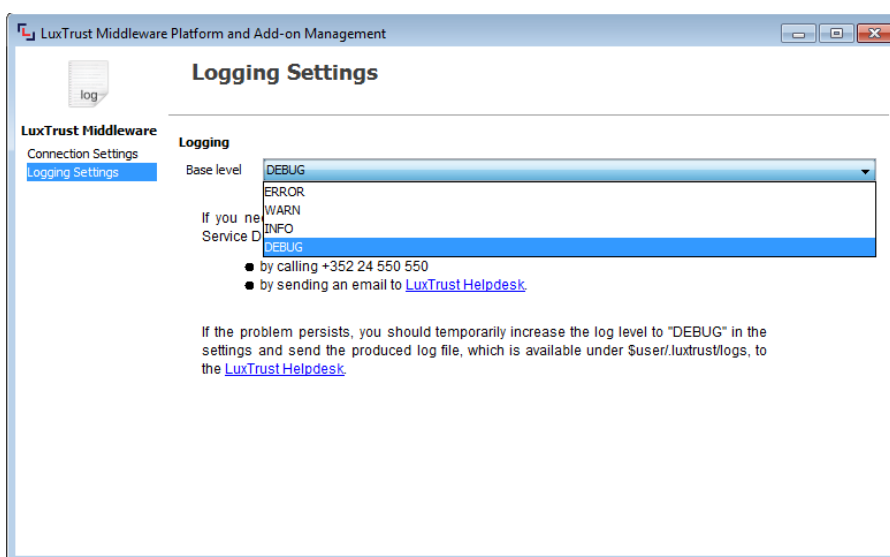 LuxTrust Middleware Platform and Add-on Management
log
Logging Settings
LuxTrust Middleware
Connection Settings
Logging Settings
Logging
Base level DEBUG
ERROR
WARN
INFO
DEBUG
If you
Service
by calling +352 24 550 550
by sending an email to LuxTrust Helpdesk.
If the problem persists, you should temporarily increase the log level to "DEBUG" in the
settings and send the produced log file, which is available under $user/.luxtrust/logs, to
the LuxTrust Helpdesk.